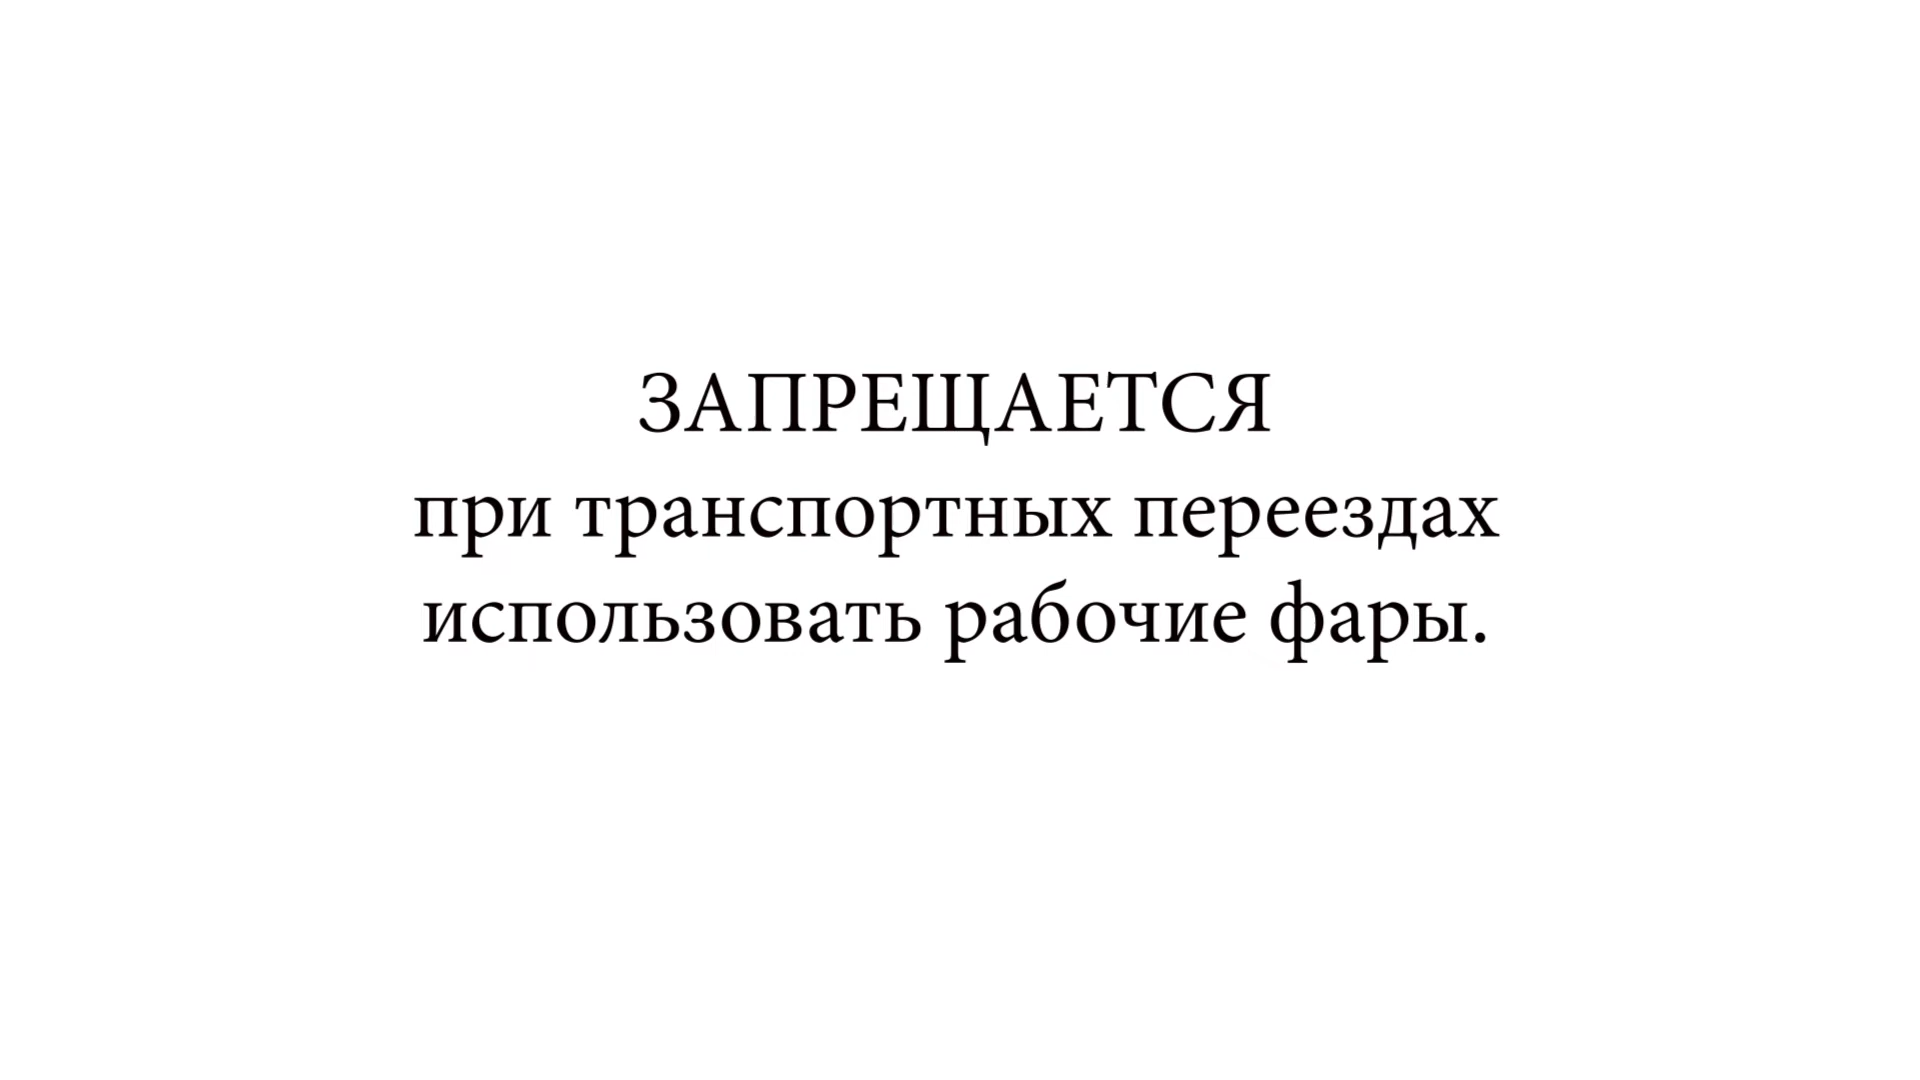 ЗАПРЕЩАЕТСЯ
при транспортных переездах
использовать рабочие фары.